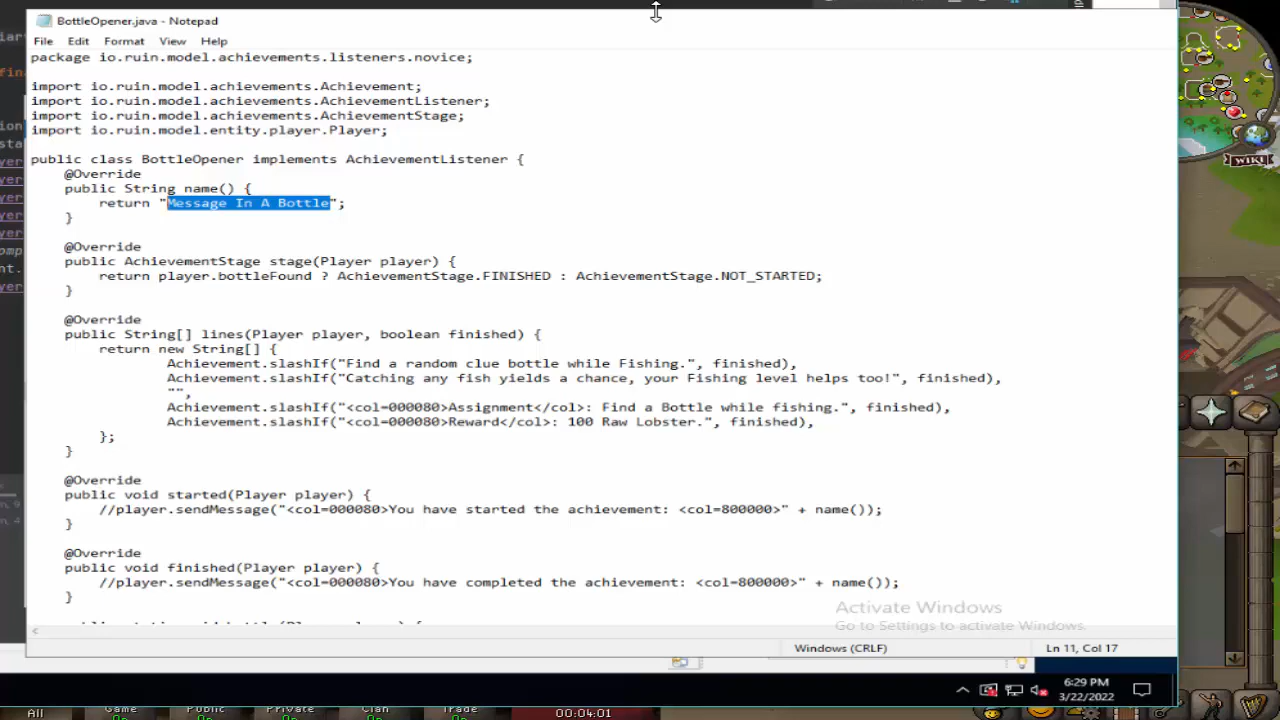 BottleOpener.java - Notepad
File Edit Format View Help
package io.ruin.model.achievements.listeners.novice;
import io.ruin.model.achievements.Achievement;
import io.ruin.model.achievements.AchievementListener;
import io.ruin.model.achievements.AchievementStage;
import io.ruin.model.entity.player.Player;
public class BottleOpener implements AchievementListener {
@Override
public String name() {
return "Message In A Bottle";
}
@Override
public AchievementStage stage(Player player) {
return player.bottleFound ? AchievementStage.FINISHED : AchievementStage.NOT_STARTED;
}
@Override
public String[] lines(Player player, boolean finished) {
return new String[] {
Achievement.slashIf("Find a random clue bottle while Fishing.", finished),
Achievement.slashIf("Catching any fish yields a chance, your Fishing level helps too!", finished),
"",
Achievement.slashIf("<col=000080>Assignment</col>: Find a Bottle while fishing.", finished),
Achievement.slashIf("<col=000080>Reward</col>: 100 Raw Lobster.", finished),
};
}
@Override
public void started(Player player) {
//player.sendMessage("<col=000080>You have started the achievement: <col=800000>" + name());
}
@Override
public void finished(Player player) {
//player.sendMessage("<col=000080>You have completed the achievement: <col=800000>" + name());
}
Activate Windows
Go to Settings to activate Windows.
Windows (CRLF) Ln 11, Col 17
6:29 PM
3/22/2022
WIKI
All Game Public Private Clan Trade 00:04:01